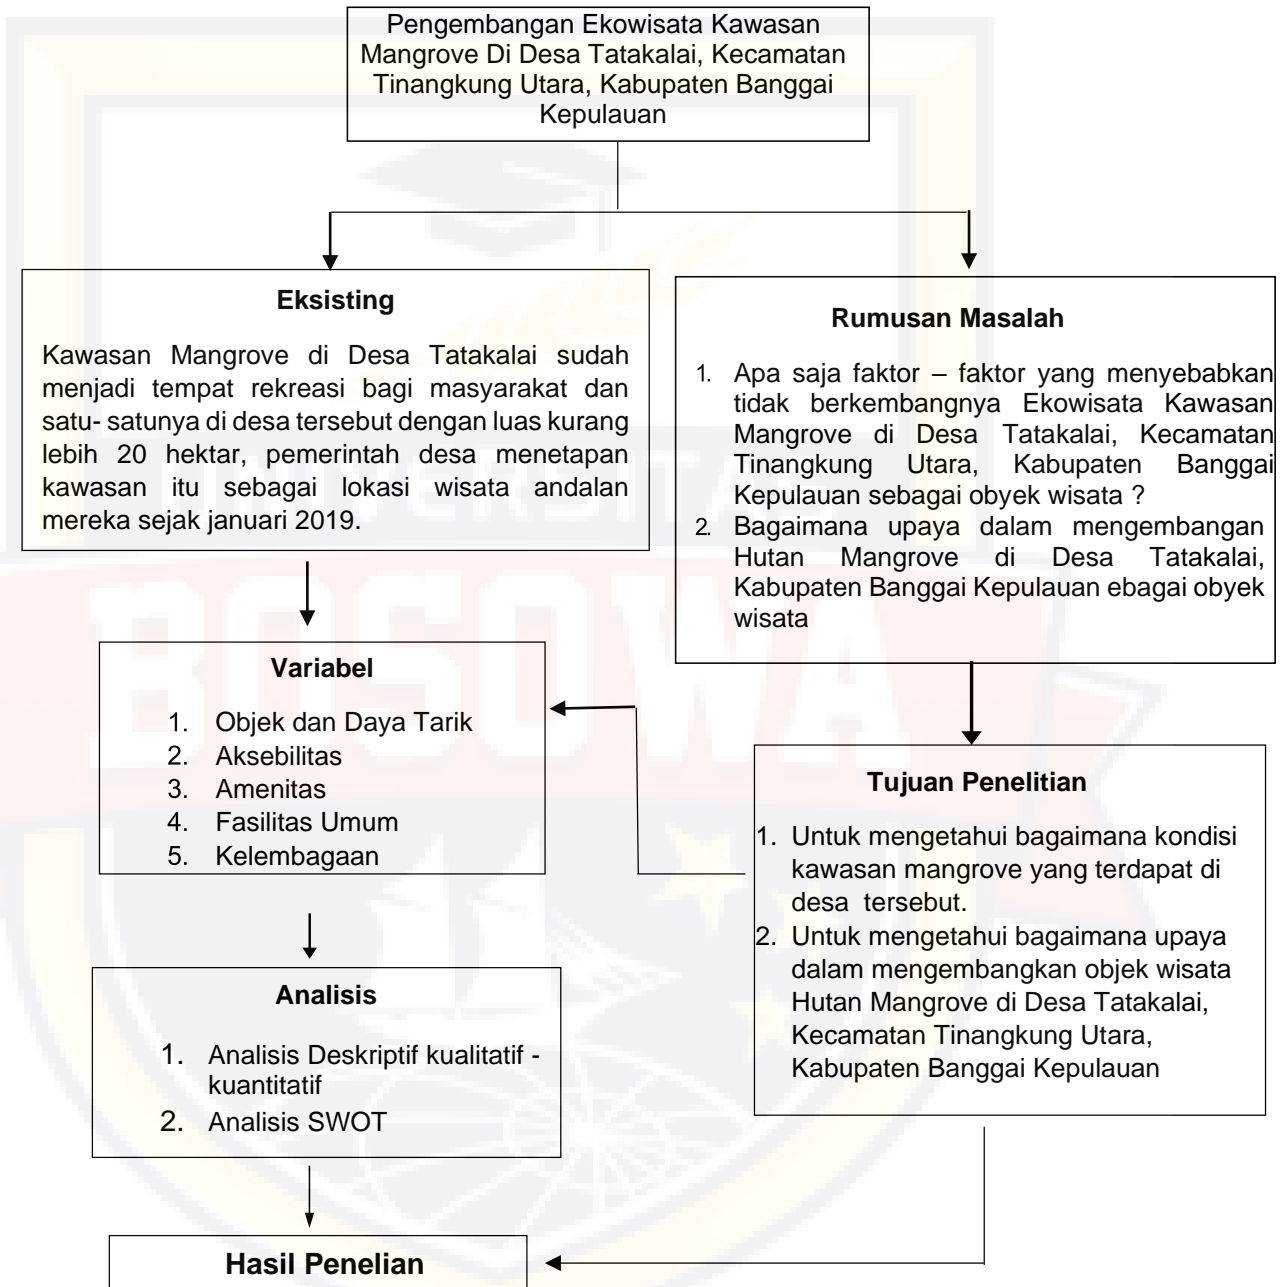 Pengembangan Ekowisata Kawasan
Mangrove Di Desa Tatakalai, Kecamatan
Tinangkung Utara, Kabupaten Banggai
Kepulauan
Eksisting
Kawasan Mangrove di Desa Tatakalai sudah
menjadi tempat rekreasi bagi masyarakat dan
satu- satunya di desa tersebut dengan luas kurang
lebih 20 hektar, pemerintah desa menetapan
kawasan itu sebagai lokasi wisata andalan
mereka sejak januari 2019.
Rumusan Masalah
1. Apa saja faktor – faktor yang menyebabkan
tidak berkembangnya Ekowisata Kawasan
Mangrove di Desa Tatakalai, Kecamatan
Tinangkung Utara, Kabupaten Banggai
Kepulauan sebagai obyek wisata ?
2. Bagaimana upaya dalam mengembangan
Hutan Mangrove di Desa Tatakalai,
Kabupaten Banggai Kepulauan ebagai obyek
wisata
Variabel
1. Objek dan Daya Tarik
2. Aksebilitas
3. Amenitas
4. Fasilitas Umum
5. Kelembagaan
Tujuan Penelitian
1. Untuk mengetahui bagaimana kondisi
kawasan mangrove yang terdapat di
desa tersebut.
2. Untuk mengetahui bagaimana upaya
dalam mengembangkan objek wisata
Hutan Mangrove di Desa Tatakalai,
Kecamatan Tinangkung Utara,
Kabupaten Banggai Kepulauan
Analisis
1. Analisis Deskriptif kualitatif -
kuantitatif
2. Analisis SWOT
Hasil Penelian
UNIVERSITAS
BOSOWA